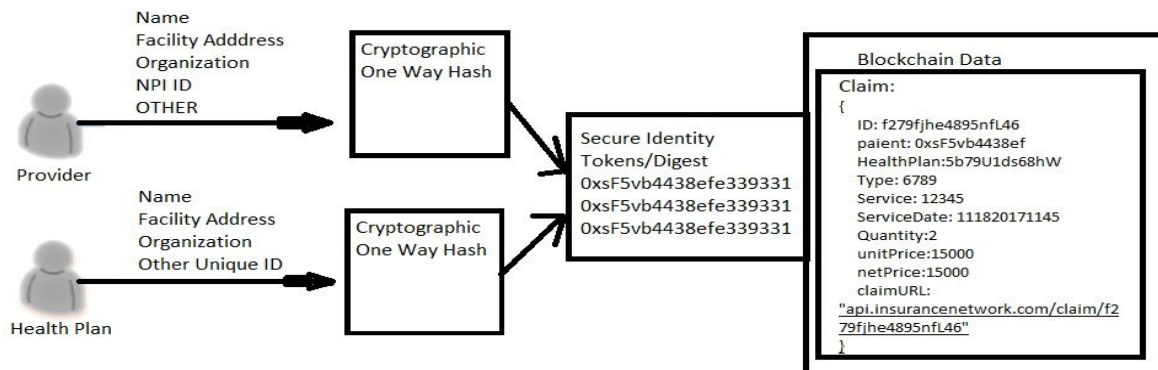 Name
Facility Adddress
Organization
NPI ID
OTHER
Provider
Cryptographic
One Way Hash
Name
Facility Address
Organization
Other Unique ID
Health Plan
Cryptographic
One Way Hash
Secure Identity
Tokens/Digest
0xsF5vb4438efe339331
0xsF5vb4438efe339331
0xsF5vb4438efe339331
Blockchain Data
Claim:
{
ID: f279fjhe4895nfL46
paient: 0xsF5vb4438ef
HealthPlan:5b79U1ds68hW
Type: 6789
Service: 12345
ServiceDate: 111820171145
Quantity:2
unitPrice:15000
netPrice:15000
claimURL:
"api.insurancenetwork.com/claim/f2
79fjhe4895nfL46"
}